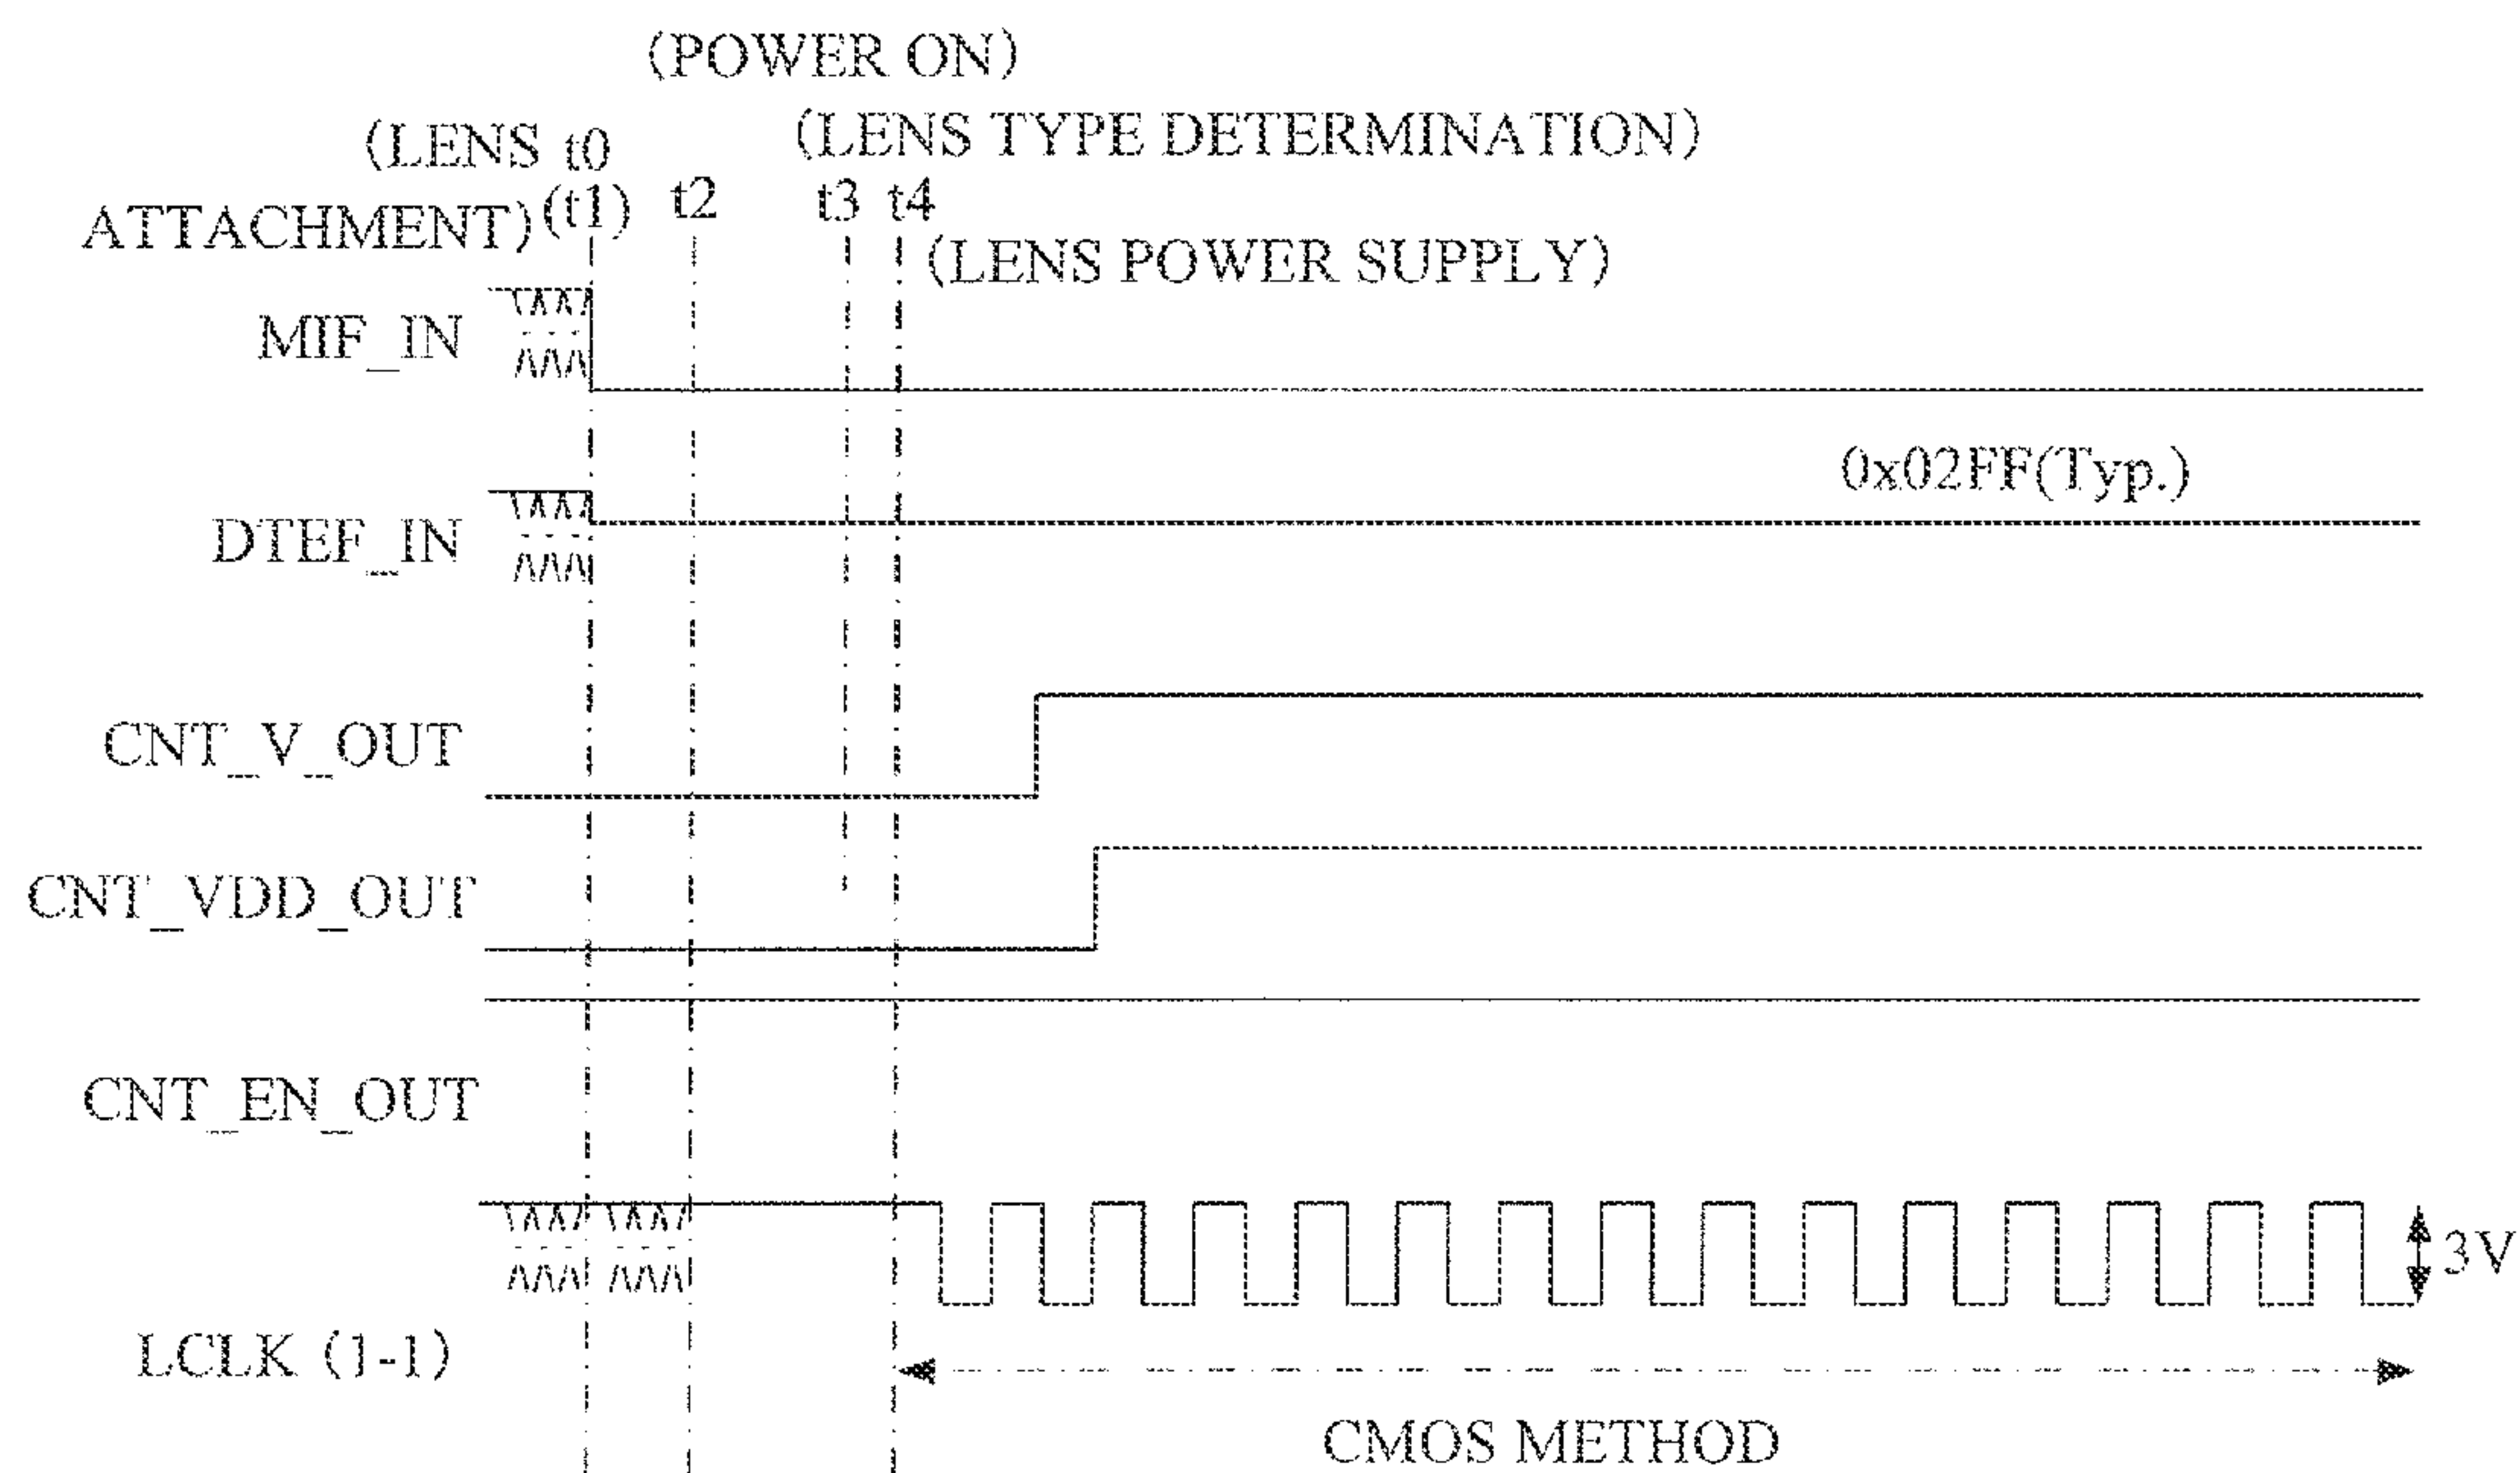 (POWER ON)
(LENS t0
(LENS TYPE DETERMINATION)
ATTACHMENT) (t1) t2 t3 t4
(LENS POWER SUPPLY)
MIF_IN
0x02FF(Typ.)
DTEF_IN
CNT_V_OUT
CNT_VDD_OUT
CNT_EN_OUT
3V
LCLK (1-1)
CMOS METHOD